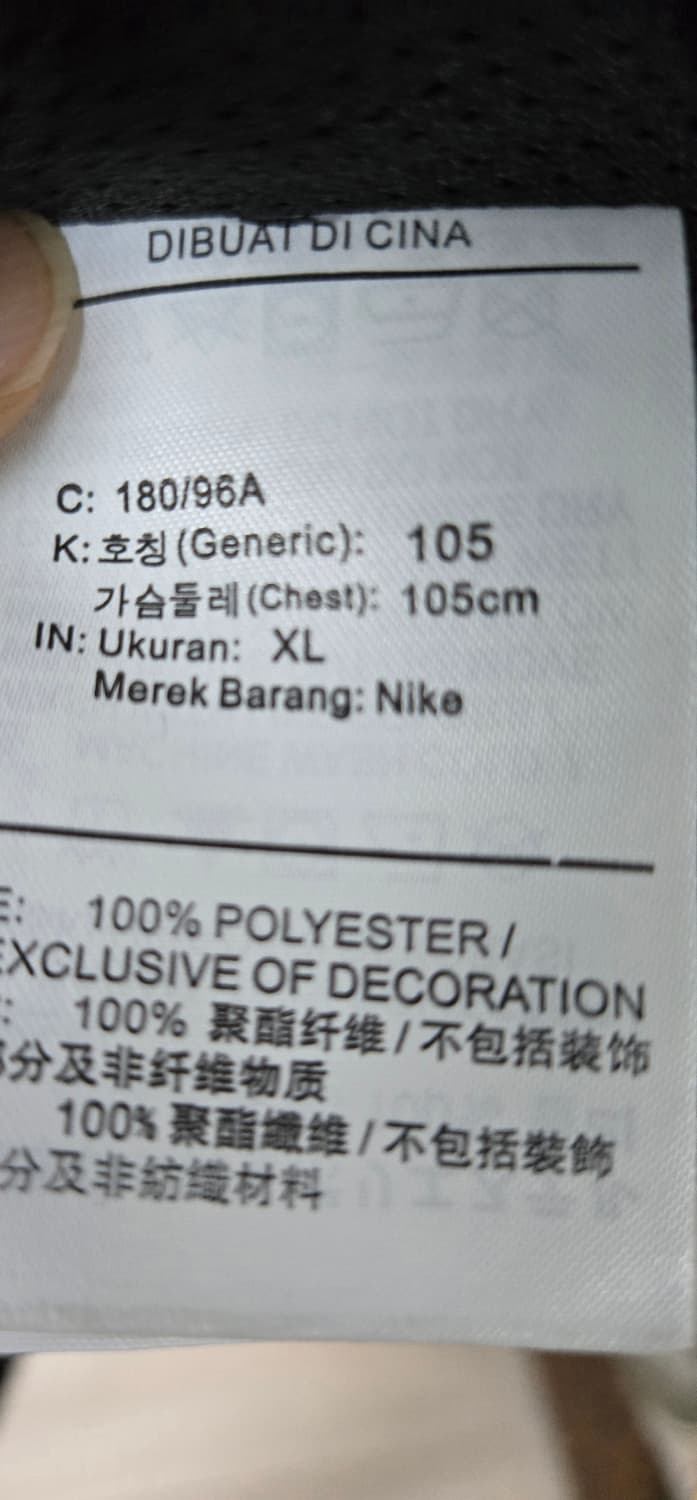 DIBUAT DI CINA
C: 180/96A
K: 호칭 (Generic): 105
가슴둘레 (Chest): 105cm
IN: Ukuran: XL
Merek Barang: Nike
E: 100% POLYESTER /
EXCLUSIVE OF DECORATION
: 100% 聚酯纤维 / 不包括装饰
部分及非纤维物质
100% 聚酯纖維 / 不包括裝飾
分及非紡織材料